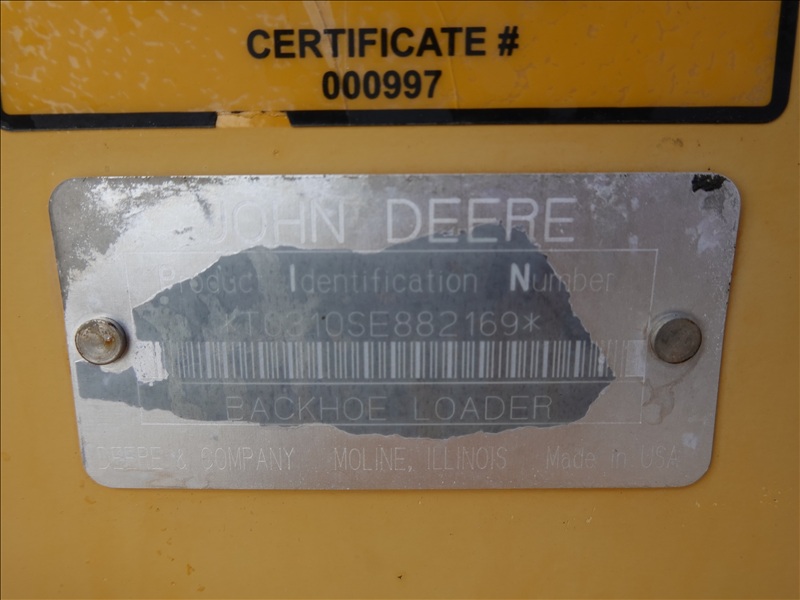 CERTIFICATE #
000997
JOHN DEERE
Product Identification Number
*T0310SE882169*
BACKHOE LOADER
DEERE & COMPANY MOLINE, ILLINOIS Made in USA